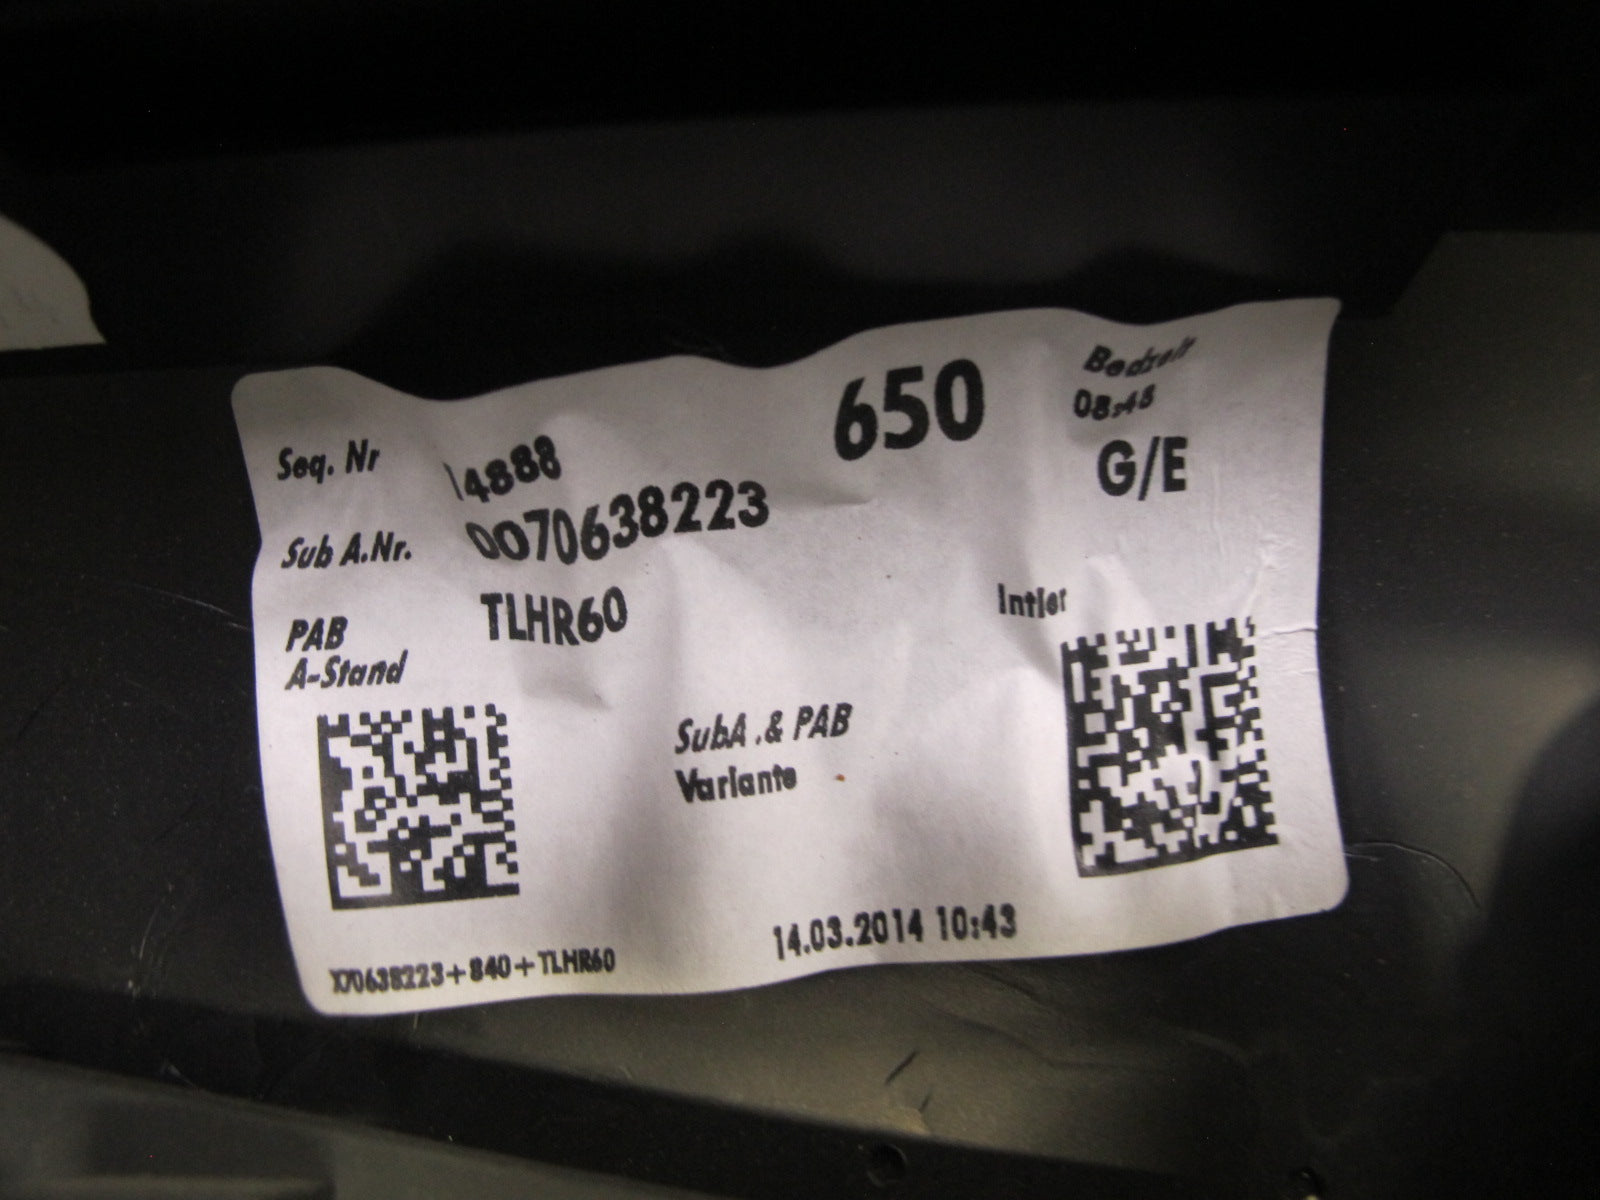 Seq. Nr 14888 650 Bedzeit
08:48
Sub A.Nr. 0070638223 G/E
PAB TLHR60 Intier
A-Stand
SubA .& PAB
Variante
14.03.2014 10:43
X70638223+840+TLHR60